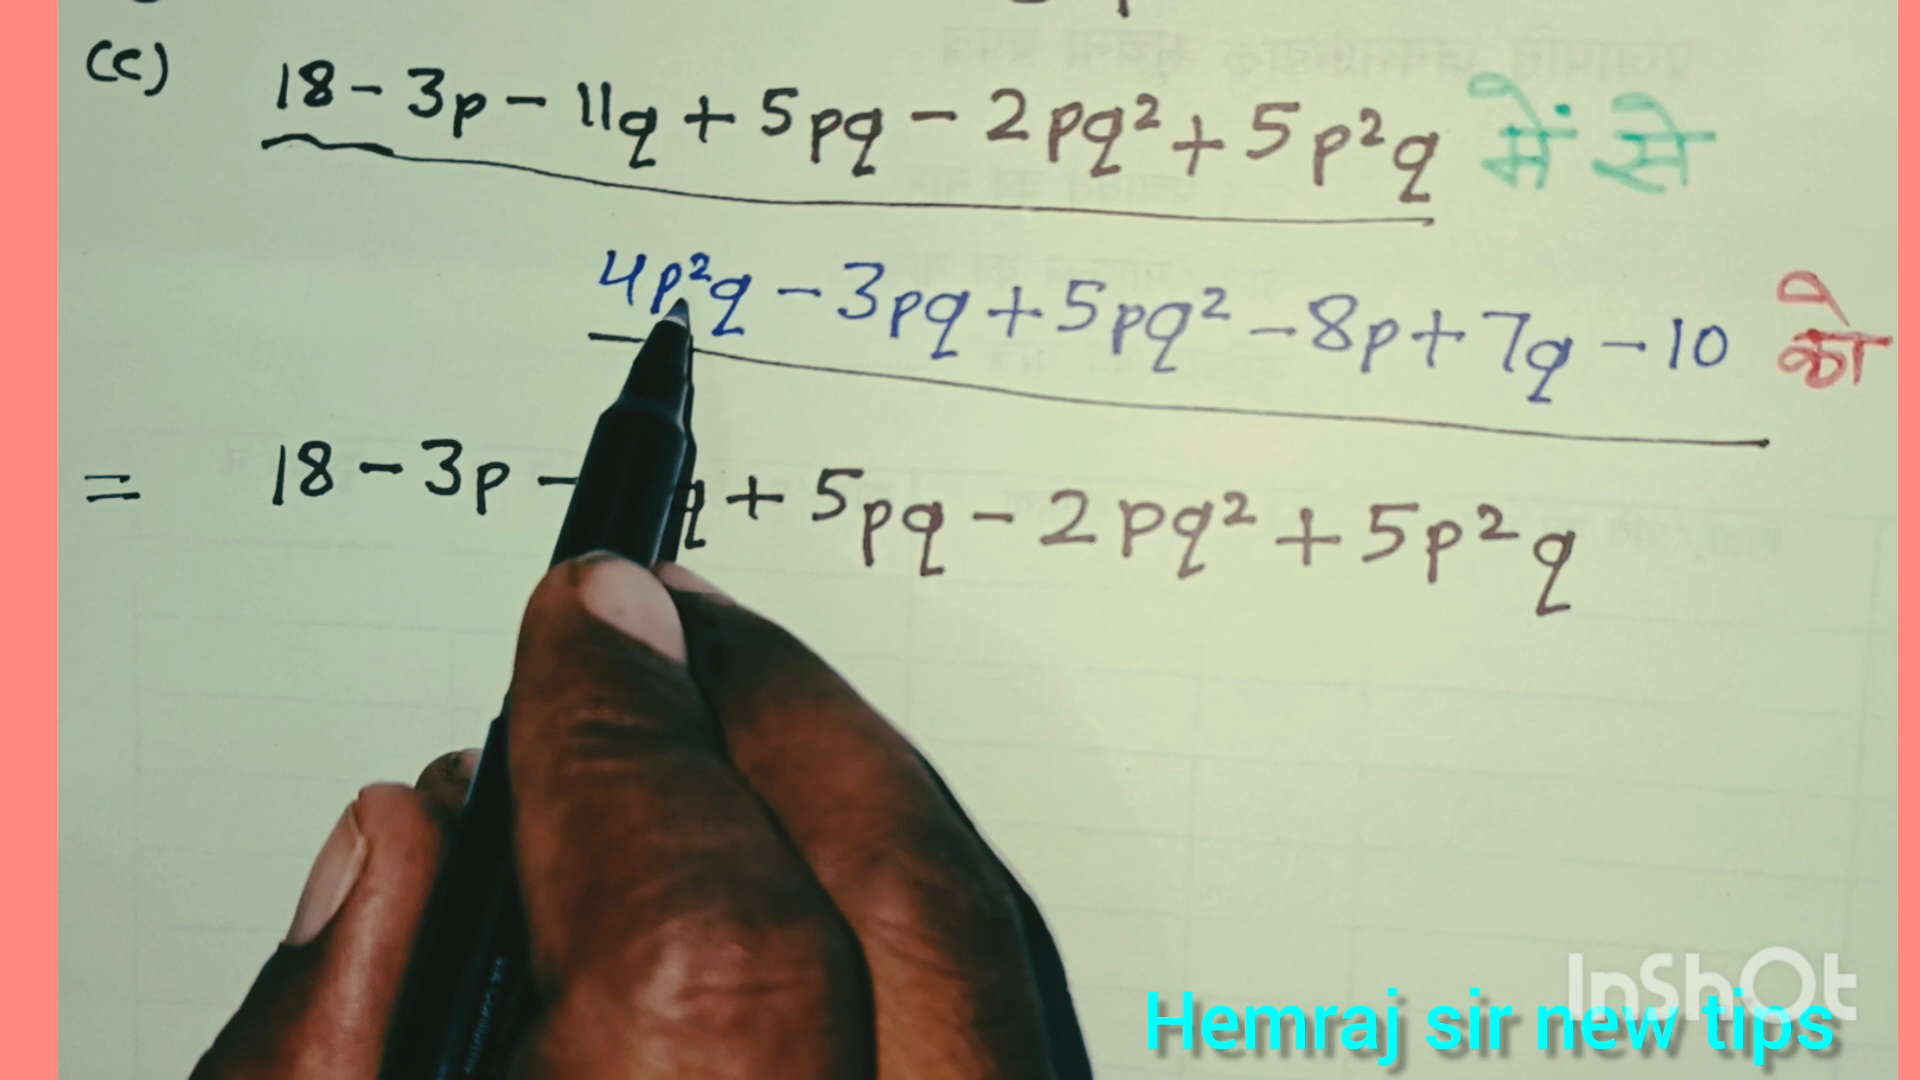 (c) 18 - 3p - 11q + 5pq - 2pq² + 5p²q में से
4p²q - 3pq + 5pq² - 8p + 7q - 10 को
= 18 - 3p - q + 5pq - 2pq² + 5p²q
InShOt
Hemraj sir new tips